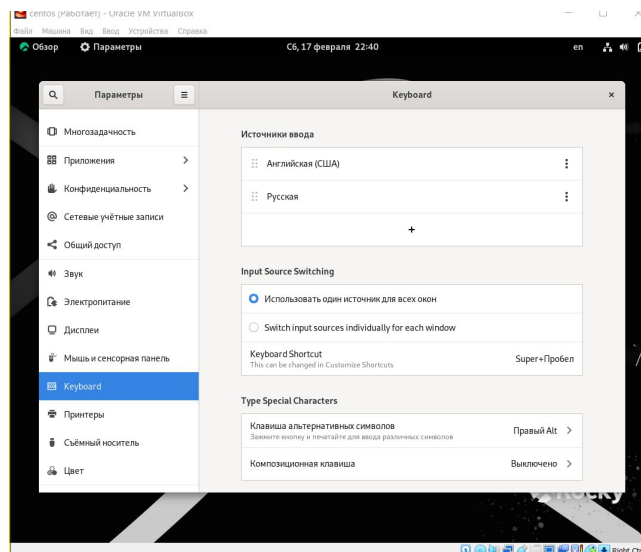 centos [Работает] - Oracle VM VirtualBox
Файл Машина Вид Ввод Устройства Справка
Обзор Параметры Сб, 17 февраля 22:40 en
Параметры Keyboard
Многозадачность
Приложения
Конфиденциальность
Сетевые учётные записи
Общий доступ
Звук
Электропитание
Дисплеи
Мышь и сенсорная панель
Keyboard
Принтеры
Съёмный носитель
Цвет
Источники ввода
Английская (США)
Русская
+
Input Source Switching
Использовать один источник для всех окон
Switch input sources individually for each window
Keyboard Shortcut
This can be changed in Customize Shortcuts
Super+Пробел
Type Special Characters
Клавиша альтернативных символов
Зажмите кнопку и печатайте для ввода различных символов
Правый Alt
Композиционная клавиша
Выключено
Rocky
Right Ch